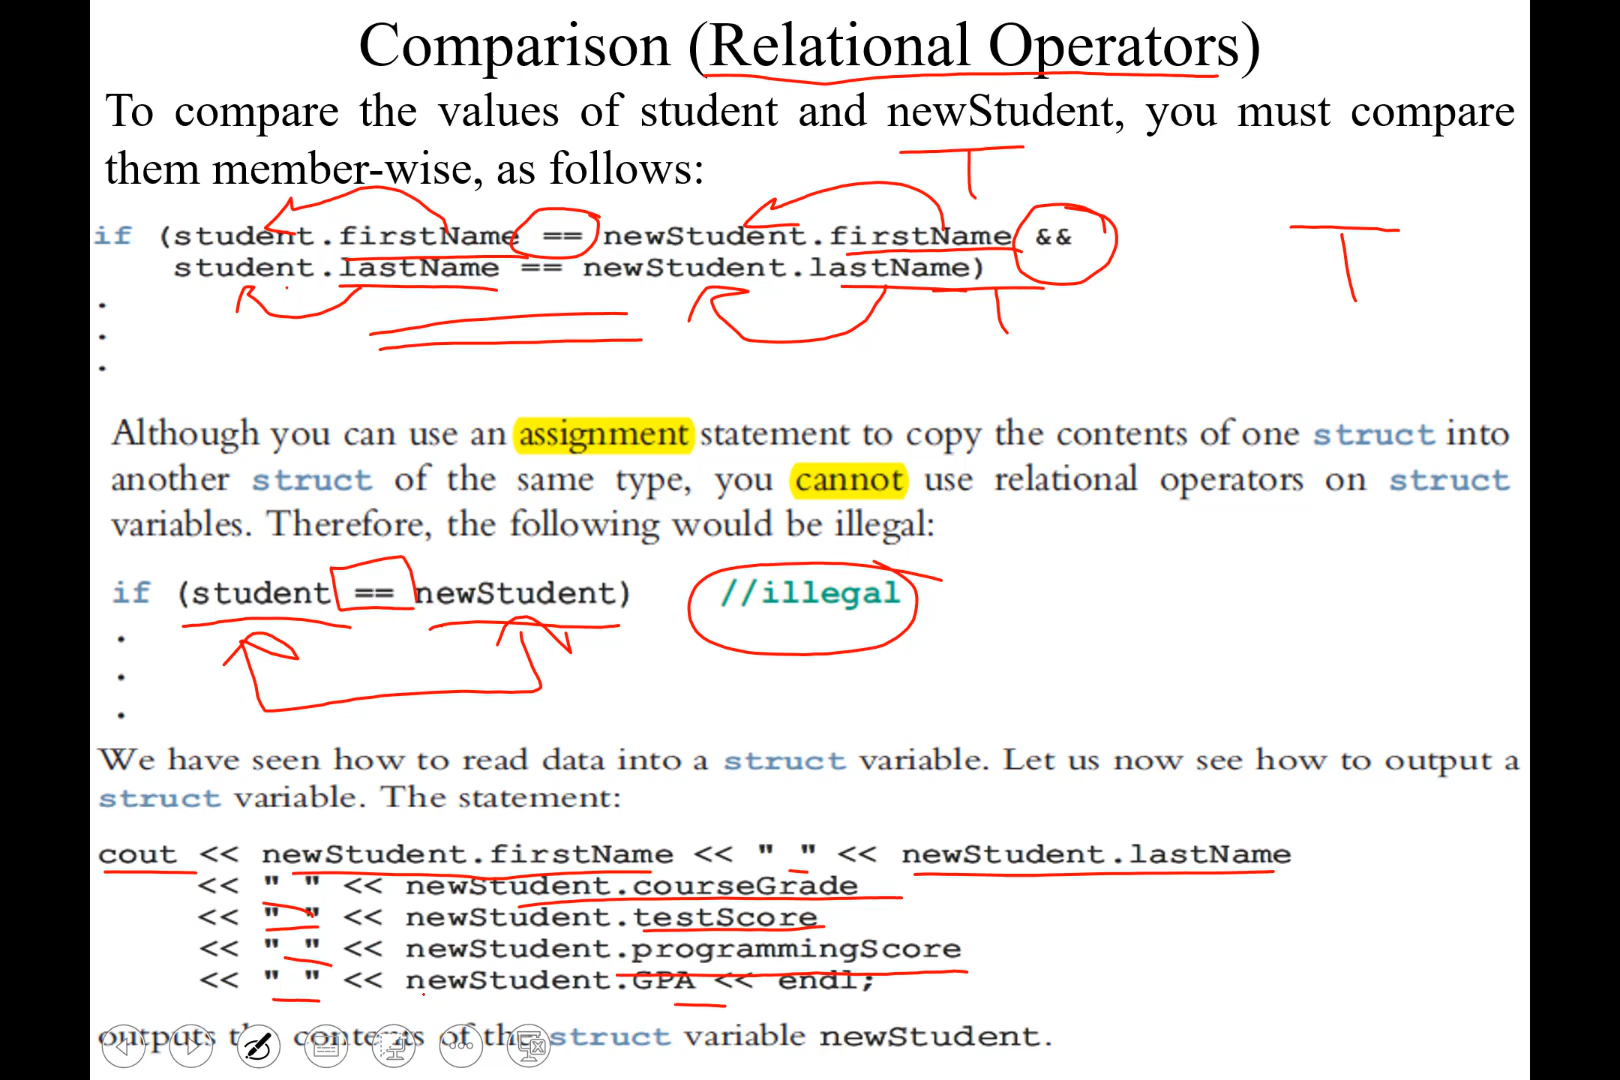 Comparison (Relational Operators)
To compare the values of student and newStudent, you must compare
them member-wise, as follows:
T
if (student.firstName == newStudent.firstName &&
student.lastName == newStudent.lastName)
T
T
.
.
.
Although you can use an assignment statement to copy the contents of one struct into
another struct of the same type, you cannot use relational operators on struct
variables. Therefore, the following would be illegal:
if (student == newStudent) //illegal
.
.
.
We have seen how to read data into a struct variable. Let us now see how to output a
struct variable. The statement:
cout << newStudent.firstName << " " << newStudent.lastName
<< " " << newStudent.courseGrade
<< " " << newStudent.testScore
<< " " << newStudent.programmingScore
<< " " << newStudent.GPA << endl;
outputs the contents of the struct variable newStudent.